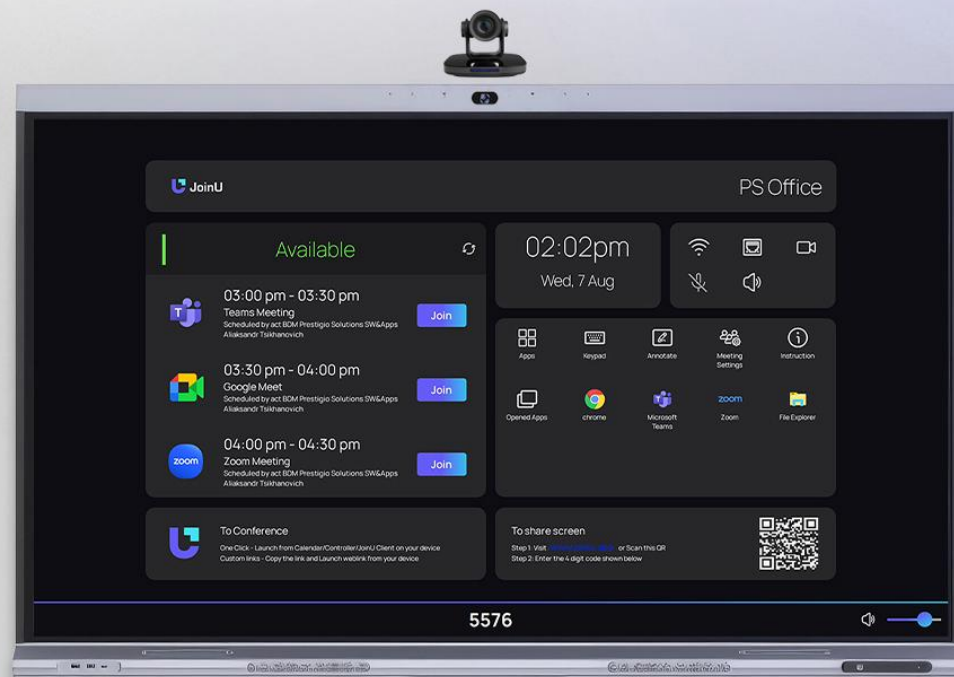 JoinU
PS Office
Available
03:00 pm - 03:30 pm
Teams Meeting
Scheduled by act BDM Prestigio Solutions SW&Apps
Aliaksandr Tsikhanovich
Join
03:30 pm - 04:00 pm
Google Meet
Scheduled by act BDM Prestigio Solutions SW&Apps
Aliaksandr Tsikhanovich
Join
zoom
04:00 pm - 04:30 pm
Zoom Meeting
Scheduled by act BDM Prestigio Solutions SW&Apps
Aliaksandr Tsikhanovich
Join
02:02pm
Wed, 7 Aug
Apps
Keypad
Annotate
Meeting
Settings
Instruction
Opened Apps
chrome
Microsoft
Teams
zoom
Zoom
File Explorer
To Conference
One Click - Launch from Calendar/Controller/JoinU Client on your device
Custom links - Copy the link and Launch weblink from your device
To share screen
Step 1: Visit or Scan this QR
Step 2: Enter the 4 digit code shown below
5576